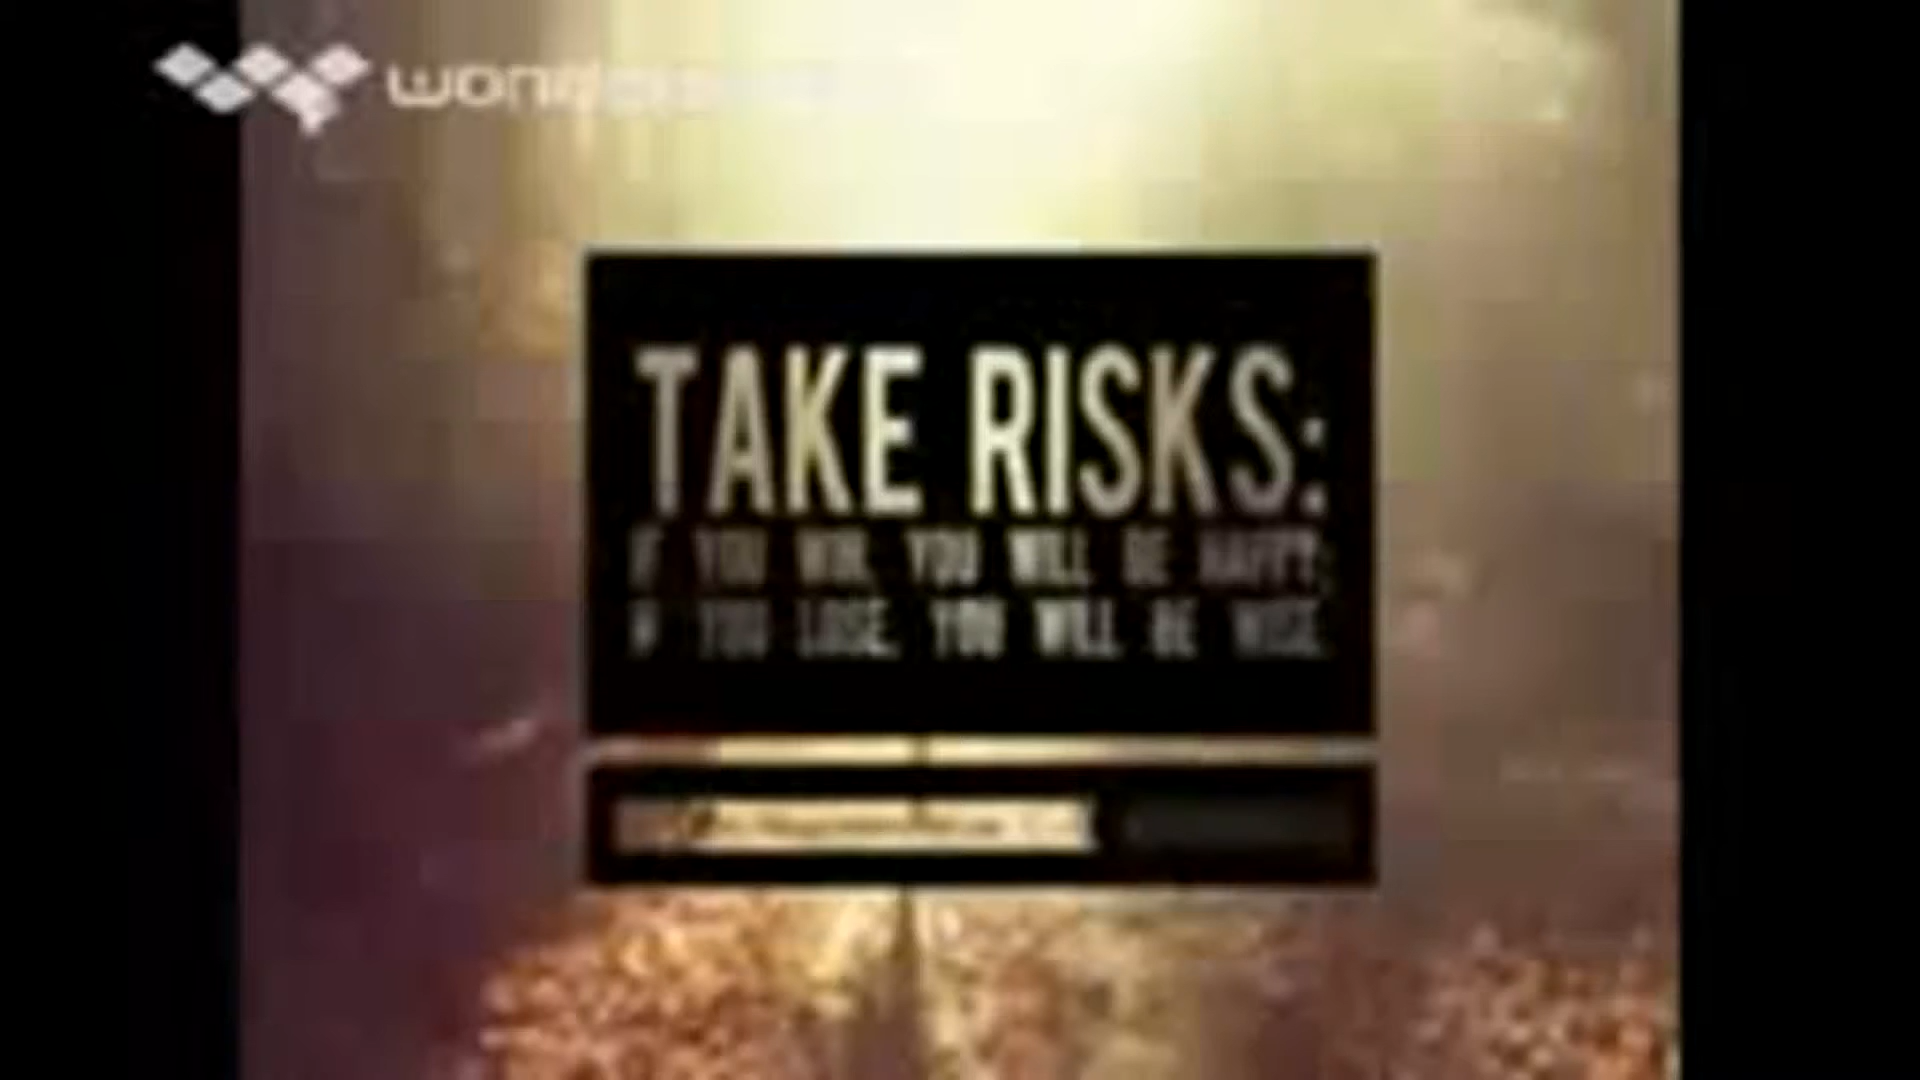 TAKE RISKS:
IF YOU WIN, YOU WILL BE HAPPY;
IF YOU LOSE, YOU WILL BE WISE.